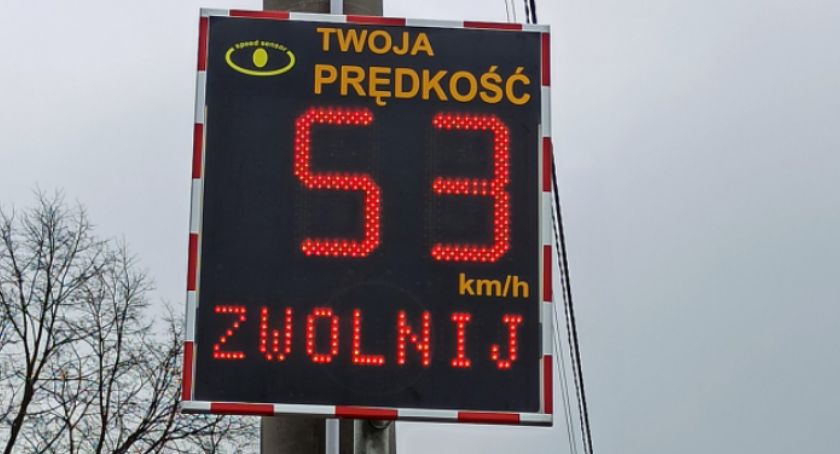 speed sensor
TWOJA
PRĘDKOŚĆ
53
km/h
ZWOLNIJ